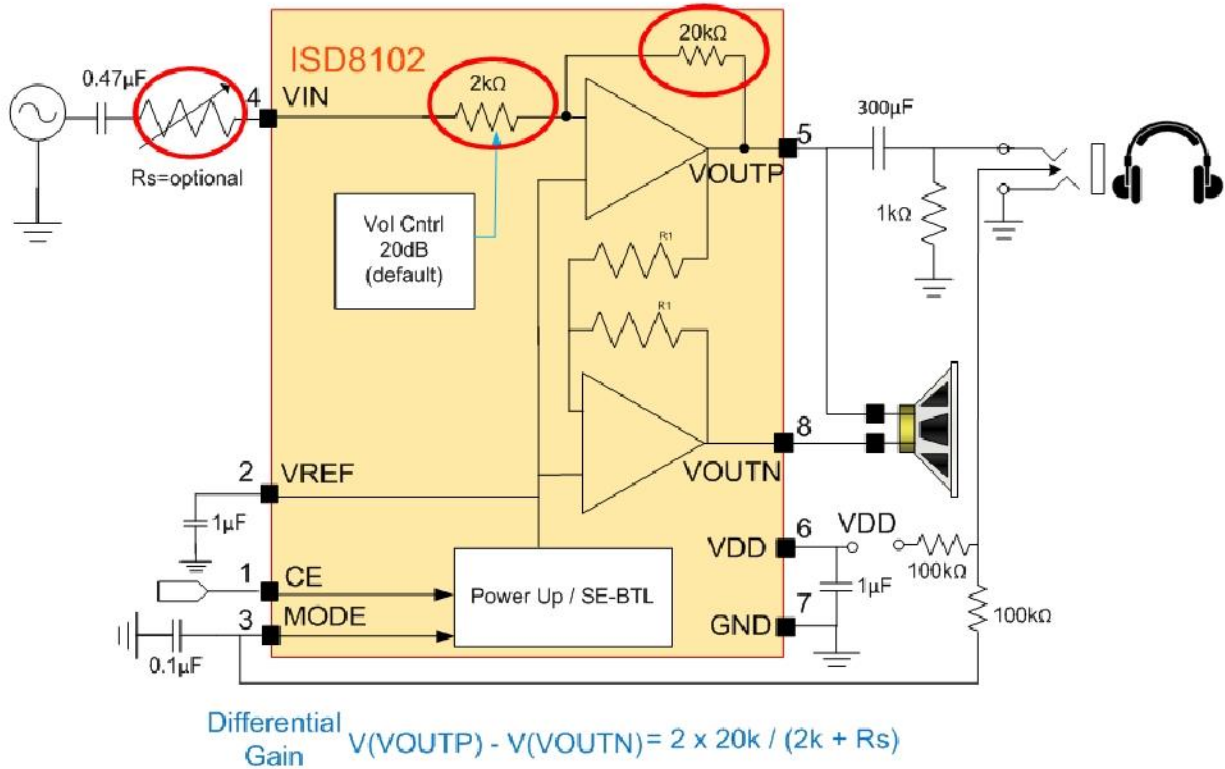 20kΩ
ISD8102
0.47µF
2kΩ
4
VIN
300µF
5
Rs=optional
VOUTP
1kΩ
Vol Cntrl
20dB
(default)
R1
R1
8
VOUTN
2
VREF
1µF
6
VDD
VDD
100kΩ
1
CE
1µF
Power Up / SE-BTL
7
GND
100kΩ
3
MODE
0.1µF
Differential
Gain
V(VOUTP) - V(VOUTN) = 2 x 20k / (2k + Rs)